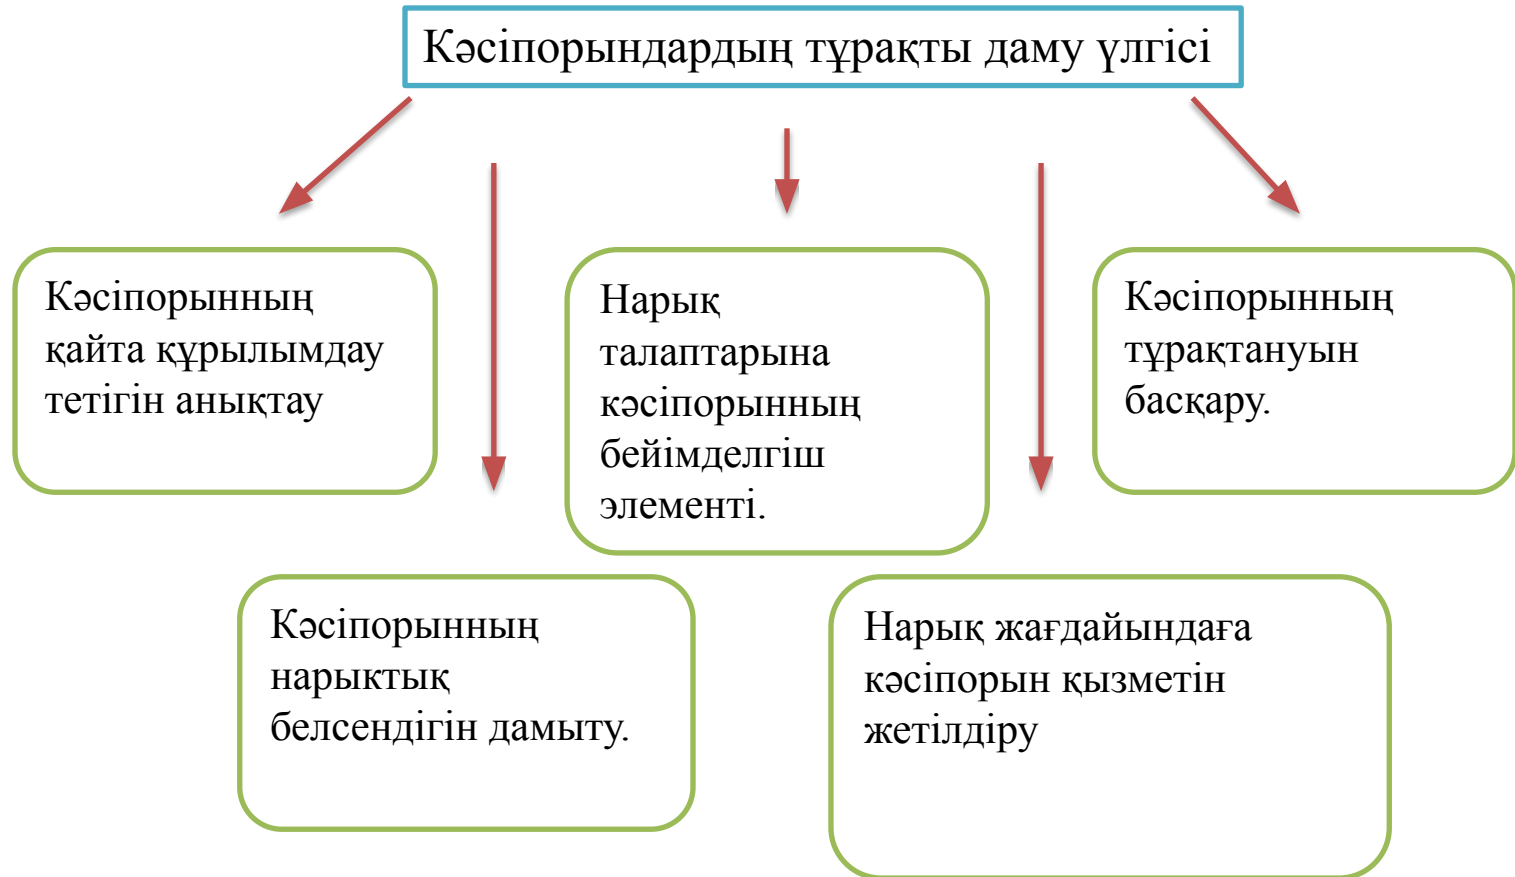 Кәсіпорындардың тұрақты даму үлгісі
Кәсіпорынның
қайта құрылымдау
тетігін анықтау
Нарық
талаптарына
кәсіпорынның
бейімделгіш
элементі.
Кәсіпорынның
тұрақтануын
басқару.
Кәсіпорынның
нарықтық
белсендігін дамыту.
Нарық жағдайындаға
кәсіпорын қызметін
жетілдіру